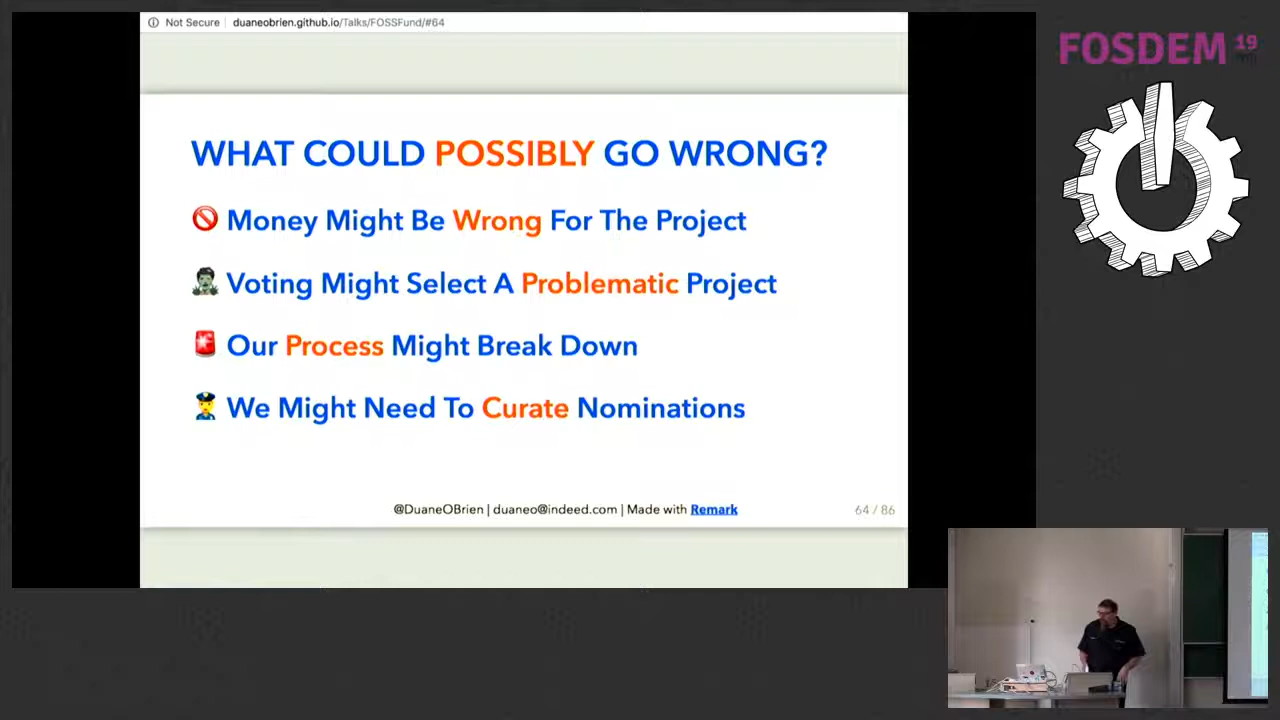 Not Secure duaneobrien.github.io/Talks/FOSSFund/#64
FOSDEM 19
WHAT COULD POSSIBLY GO WRONG?
🚫 Money Might Be Wrong For The Project
🧟 Voting Might Select A Problematic Project
🚨 Our Process Might Break Down
👮 We Might Need To Curate Nominations
@DuaneOBrien | duaneo@indeed.com | Made with Remark
64 / 86